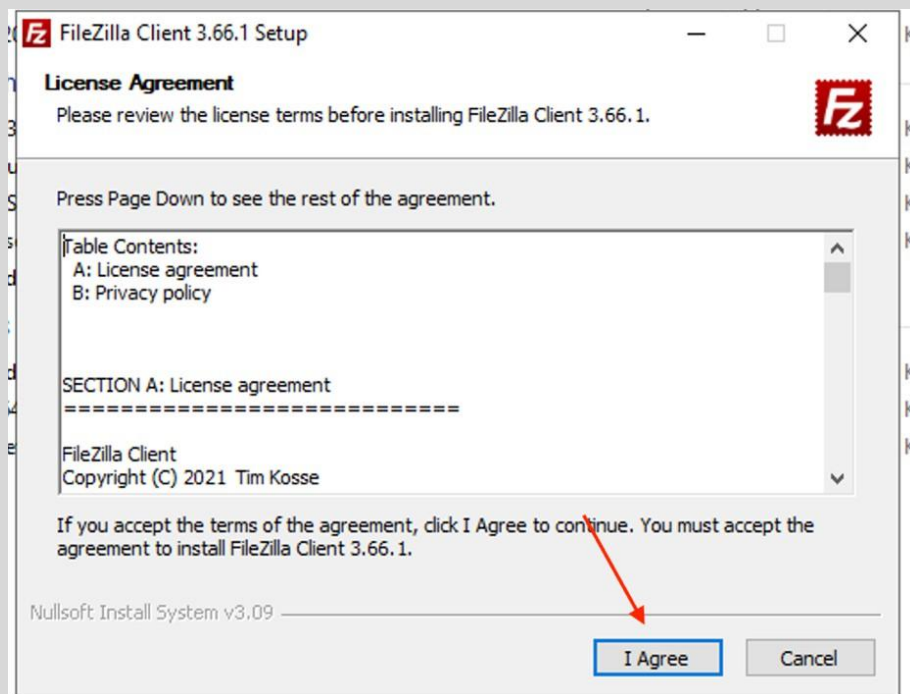 FileZilla Client 3.66.1 Setup
License Agreement
Please review the license terms before installing FileZilla Client 3.66.1.
Press Page Down to see the rest of the agreement.
Table Contents:
A: License agreement
B: Privacy policy
SECTION A: License agreement
============================
FileZilla Client
Copyright (C) 2021 Tim Kosse
If you accept the terms of the agreement, click I Agree to continue. You must accept the
agreement to install FileZilla Client 3.66.1.
Nullsoft Install System v3.09
I Agree
Cancel